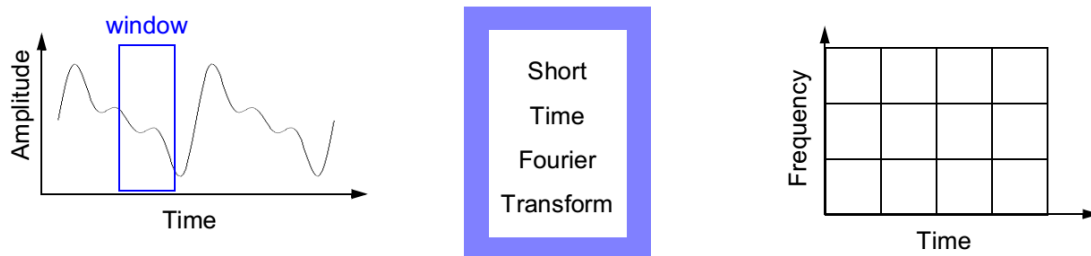 window
Amplitude
Time
Short
Time
Fourier
Transform
Frequency
Time